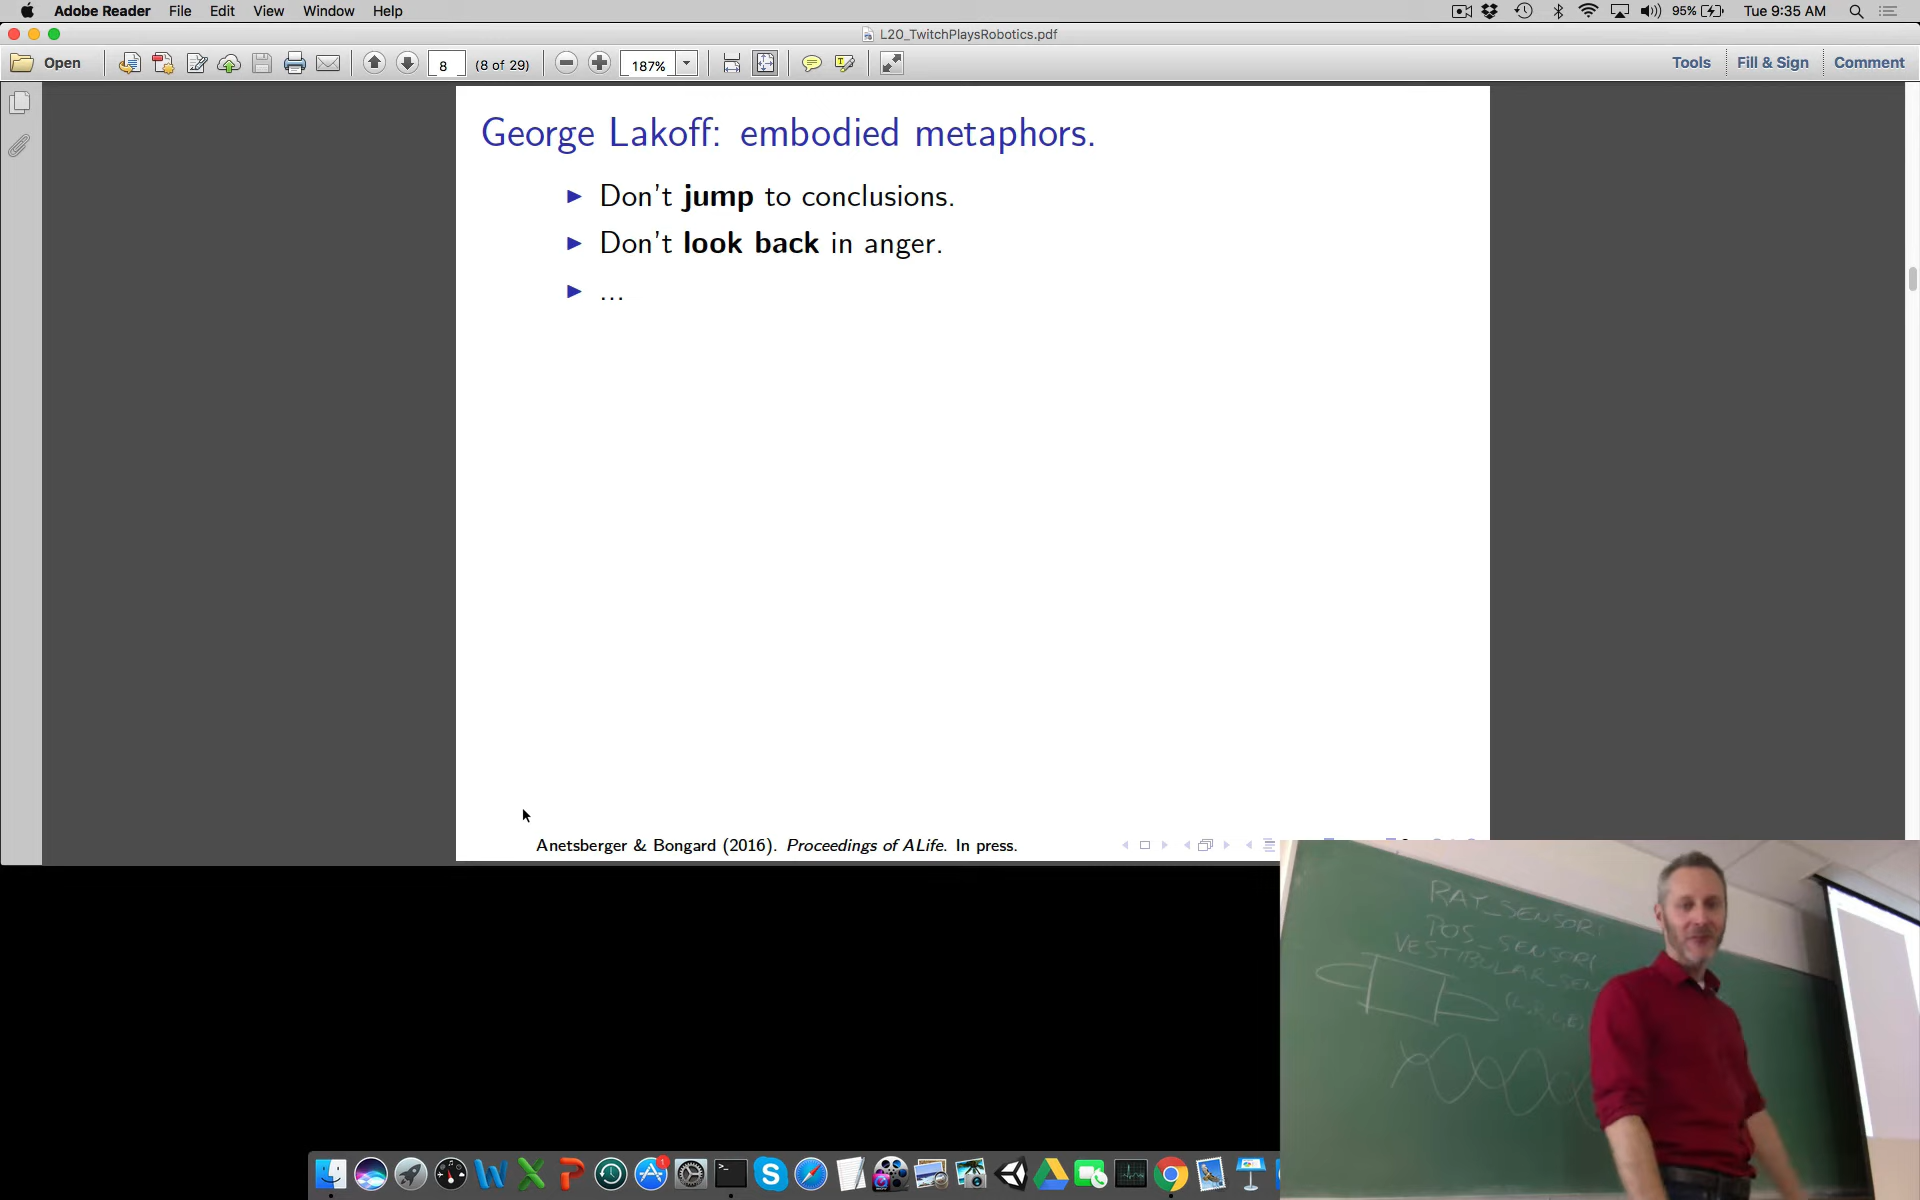 Adobe Reader File Edit View Window Help 95% Tue 9:35 AM
L20_TwitchPlaysRobotics.pdf
Open 8 (8 of 29) 187% Tools Fill & Sign Comment
George Lakoff: embodied metaphors.
Don't jump to conclusions.
Don't look back in anger.
...
Anetsberger & Bongard (2016). Proceedings of ALife. In press.
RAY_SENSOR
POS_SENSOR
VESTIBULAR_SEN